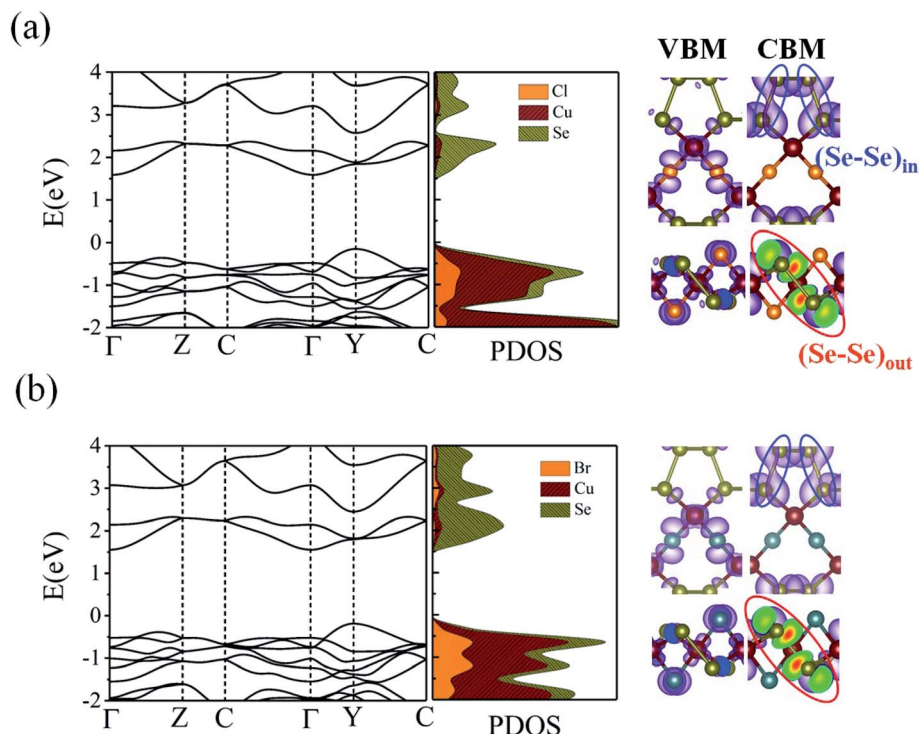 (a)
VBM CBM
4
3
2
1
0
-1
-2
E(eV)
Cl
Cu
Se
(Se-Se)in
(Se-Se)out
Γ Z C Γ Y C
PDOS
(b)
4
3
2
1
0
-1
-2
E(eV)
Br
Cu
Se
Γ Z C Γ Y C
PDOS